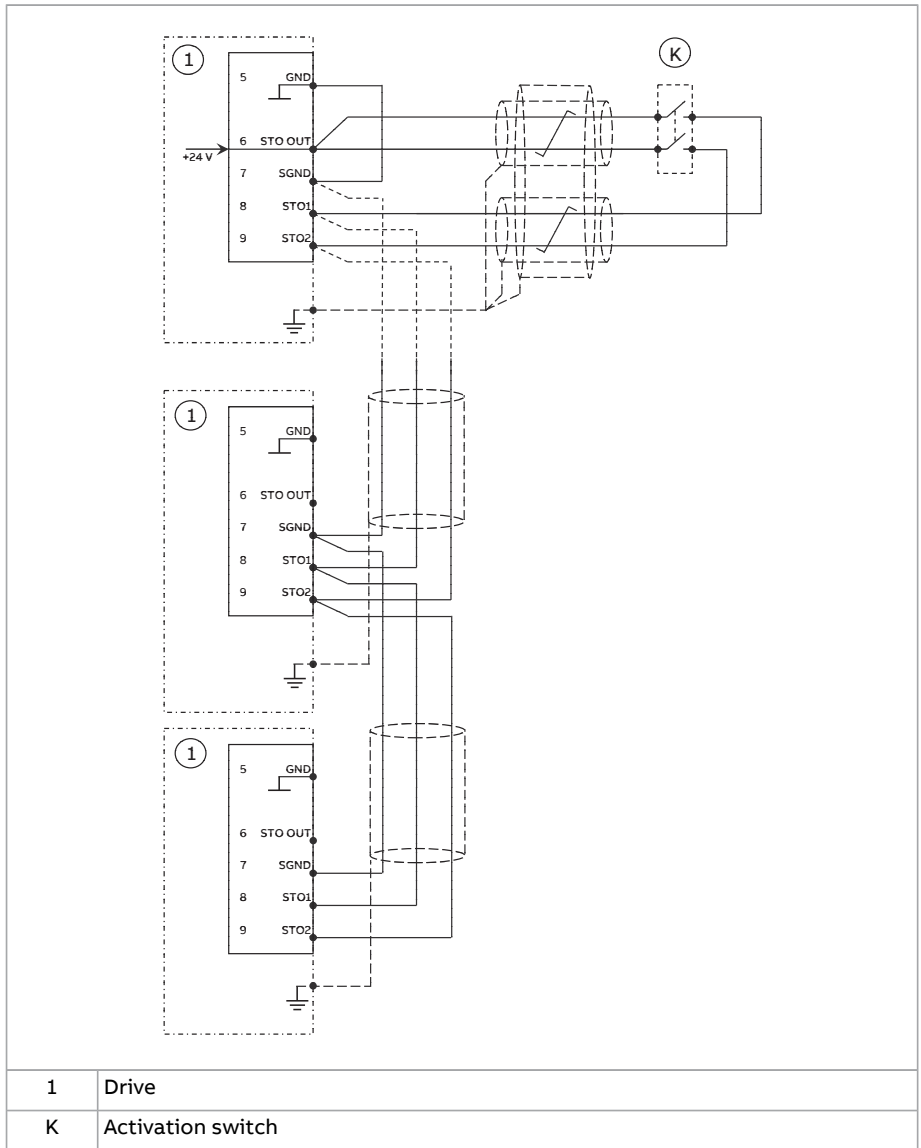 1
K
5 GND
6 STO OUT
+24 V
7 SGND
8 STO1
9 STO2
1
5 GND
6 STO OUT
7 SGND
8 STO1
9 STO2
1
5 GND
6 STO OUT
7 SGND
8 STO1
9 STO2
1 Drive
K Activation switch